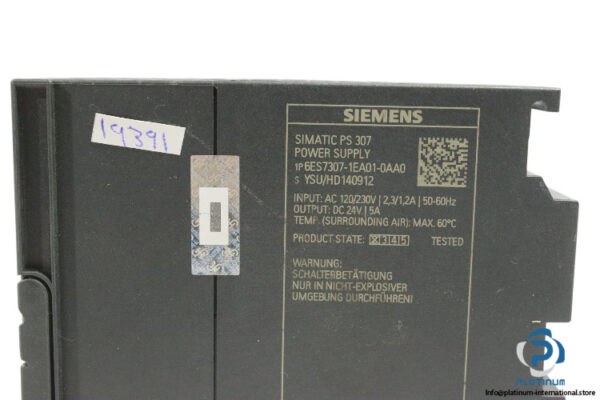 19391
SIEMENS
SIMATIC PS 307
POWER SUPPLY
1P 6ES7307-1EA01-0AA0
S YSU/HD140912
INPUT: AC 120/230V | 2,3/1,2A | 50-60Hz
OUTPUT: DC 24V | 5A
TEMP. (SURROUNDING AIR): MAX. 60°C
PRODUCT STATE: X 3 4 5 TESTED
WARNUNG:
SCHALTERBETÄTIGUNG
NUR IN NICHT-EXPLOSIVER
UMGEBUNG DURCHFÜHREN!
PLATINUM
Info@platinum-international.store